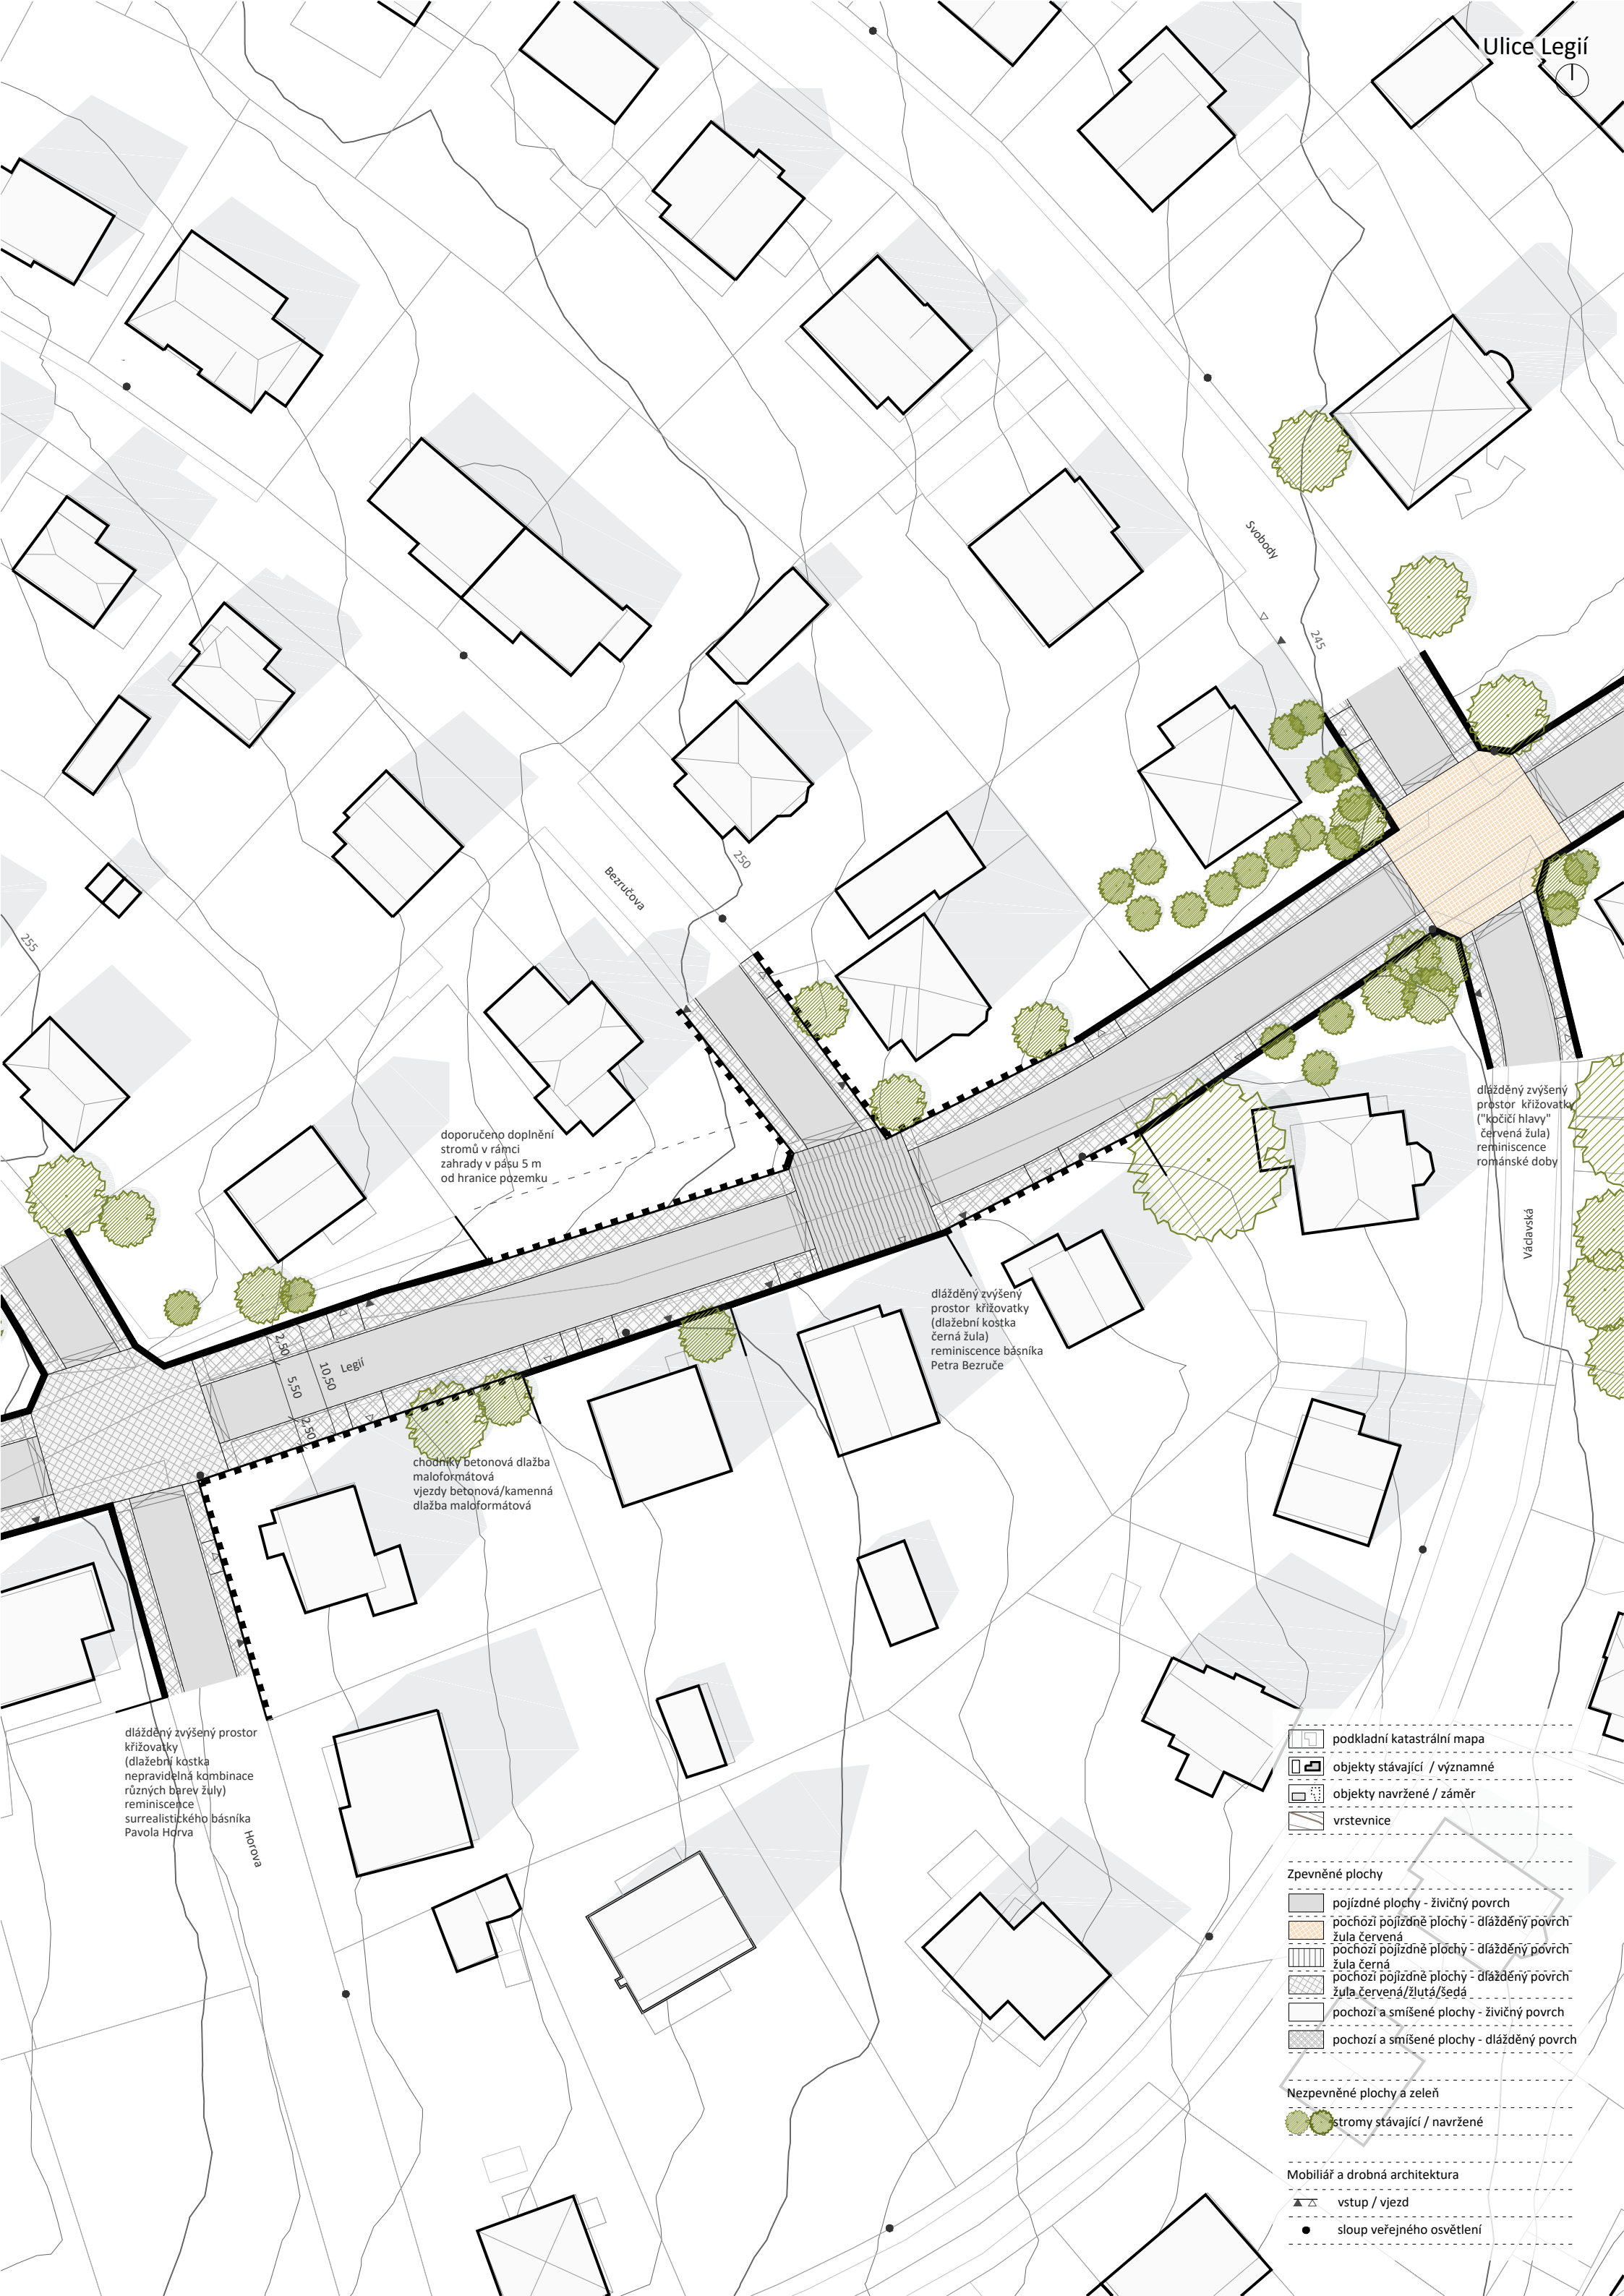 Ulice Legií
Svobody
245
250
Bezručova
255
doporučeno doplnění
stromů v rámci
zahrady v pásu 5 m
od hranice pozemku
dlážděný zvýšený
prostor křižovatky
("kočičí hlavy"
červená žula)
reminiscence
románské doby
Václavská
dlážděný zvýšený
prostor křižovatky
(dlažební kostka
černá žula)
reminiscence básníka
Petra Bezruče
2,50
10,50
Legií
5,50
2,50
chodníky betonová dlažba
maloformátová
vjezdy betonová/kamenná
dlažba maloformátová
dlážděný zvýšený prostor
křižovatky
(dlažební kostka
nepravidelná kombinace
různých barev žuly)
reminiscence
surrealistického básníka
Pavola Horva
Horova
podkladní katastrální mapa
objekty stávající / významné
objekty navržené / záměr
vrstevnice
Zpevněné plochy
pojízdné plochy - živičný povrch
pochozí pojízdné plochy - dlážděný povrch
žula červená
pochozí pojízdné plochy - dlážděný povrch
žula černá
pochozí pojízdné plochy - dlážděný povrch
žula červená/žlutá/šedá
pochozí a smíšené plochy - živičný povrch
pochozí a smíšené plochy - dlážděný povrch
Nezpevněné plochy a zeleň
stromy stávající / navržené
Mobiliář a drobná architektura
vstup / vjezd
sloup veřejného osvětlení